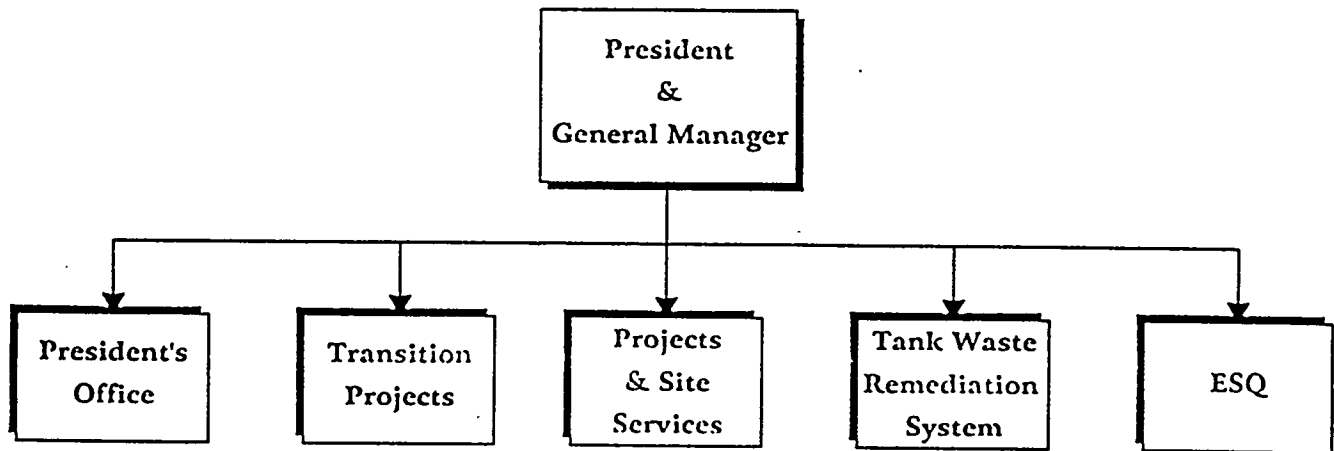 President
&
General Manager
President's
Office
Transition
Projects
Projects
& Site
Services
Tank Waste
Remediation
System
ESQ